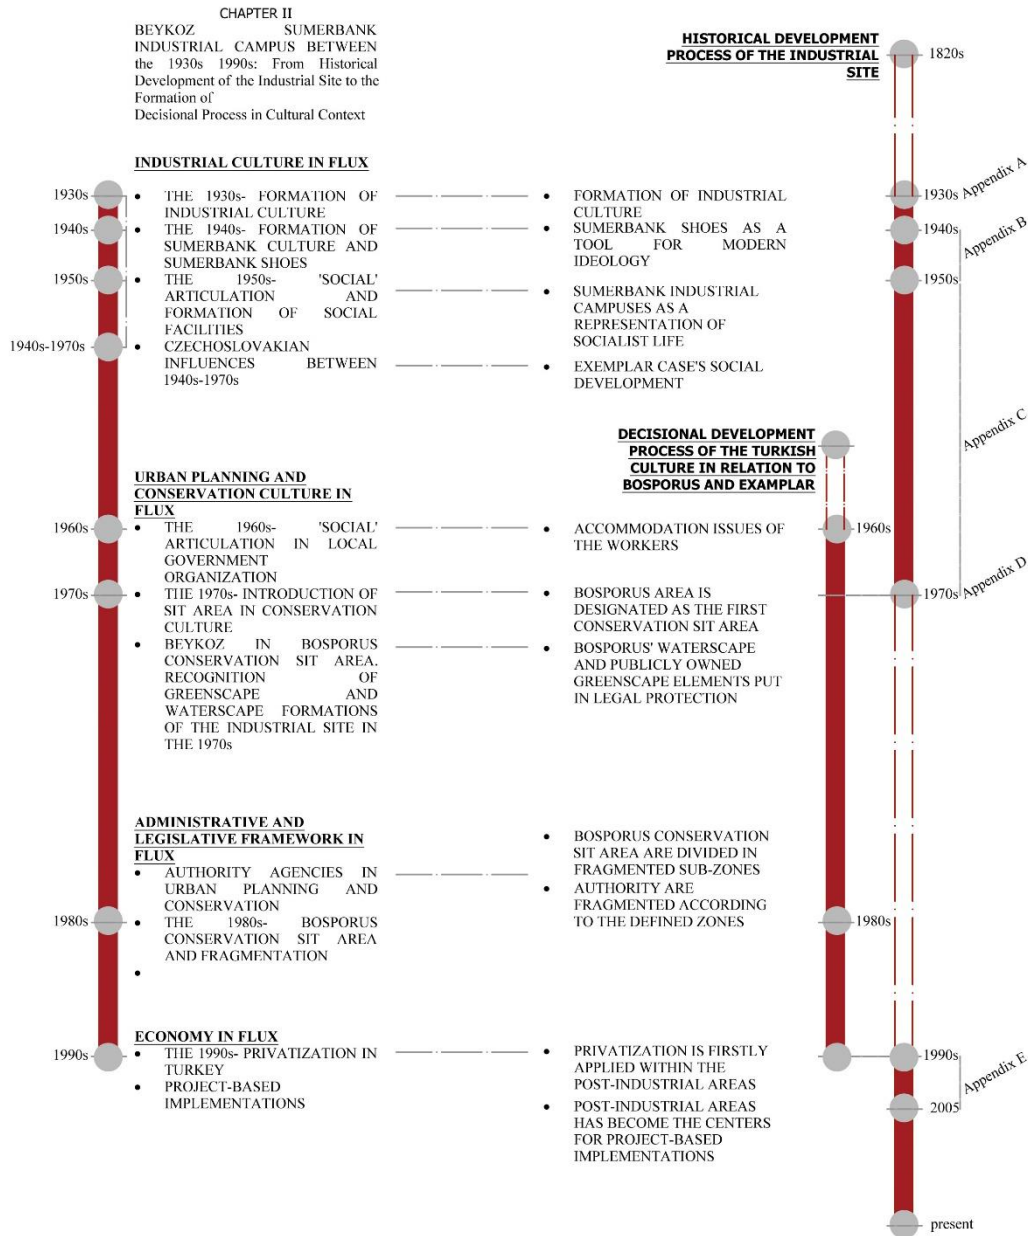 CHAPTER II
BEYKOZ SUMERBANK
INDUSTRIAL CAMPUS BETWEEN
the 1930s 1990s: From Historical
Development of the Industrial Site to the
Formation of
Decisional Process in Cultural Context
HISTORICAL DEVELOPMENT
PROCESS OF THE INDUSTRIAL
SITE
1820s
INDUSTRIAL CULTURE IN FLUX
1930s
• THE 1930s- FORMATION OF
INDUSTRIAL CULTURE
1940s
• THE 1940s- FORMATION OF
SUMERBANK CULTURE AND
SUMERBANK SHOES
1950s
• THE 1950s- 'SOCIAL'
ARTICULATION AND
FORMATION OF SOCIAL
FACILITIES
1940s-1970s
• CZECHOSLOVAKIAN
INFLUENCES BETWEEN
1940s-1970s
• FORMATION OF INDUSTRIAL
CULTURE
• SUMERBANK SHOES AS A
TOOL FOR MODERN
IDEOLOGY
• SUMERBANK INDUSTRIAL
CAMPUSES AS A
REPRESENTATION OF
SOCIALIST LIFE
• EXEMPLAR CASE'S SOCIAL
DEVELOPMENT
1930s
Appendix A
1940s
Appendix B
1950s
Appendix C
DECISIONAL DEVELOPMENT
PROCESS OF THE TURKISH
CULTURE IN RELATION TO
BOSPORUS AND EXAMPLAR
URBAN PLANNING AND
CONSERVATION CULTURE IN
FLUX
1960s
• THE 1960s- 'SOCIAL'
ARTICULATION IN LOCAL
GOVERNMENT
ORGANIZATION
1970s
• THE 1970s- INTRODUCTION OF
SIT AREA IN CONSERVATION
CULTURE
• BEYKOZ IN BOSPORUS
CONSERVATION SIT AREA.
RECOGNITION OF
GREENSCAPE AND
WATERSCAPE FORMATIONS
OF THE INDUSTRIAL SITE IN
THE 1970s
• ACCOMMODATION ISSUES OF
THE WORKERS
1960s
• BOSPORUS AREA IS
DESIGNATED AS THE FIRST
CONSERVATION SIT AREA
• BOSPORUS' WATERSCAPE
AND PUBLICLY OWNED
GREENSCAPE ELEMENTS PUT
IN LEGAL PROTECTION
1970s
Appendix D
ADMINISTRATIVE AND
LEGISLATIVE FRAMEWORK IN
FLUX
• AUTHORITY AGENCIES IN
URBAN PLANNING AND
CONSERVATION
1980s
• THE 1980s- BOSPORUS
CONSERVATION SIT AREA
AND FRAGMENTATION
•
• BOSPORUS CONSERVATION
SIT AREA ARE DIVIDED IN
FRAGMENTED SUB-ZONES
• AUTHORITY ARE
FRAGMENTED ACCORDING
TO THE DEFINED ZONES
1980s
ECONOMY IN FLUX
1990s
• THE 1990s- PRIVATIZATION IN
TURKEY
• PROJECT-BASED
IMPLEMENTATIONS
• PRIVATIZATION IS FIRSTLY
APPLIED WITHIN THE
POST-INDUSTRIAL AREAS
• POST-INDUSTRIAL AREAS
HAS BECOME THE CENTERS
FOR PROJECT-BASED
IMPLEMENTATIONS
1990s
Appendix E
2005
present